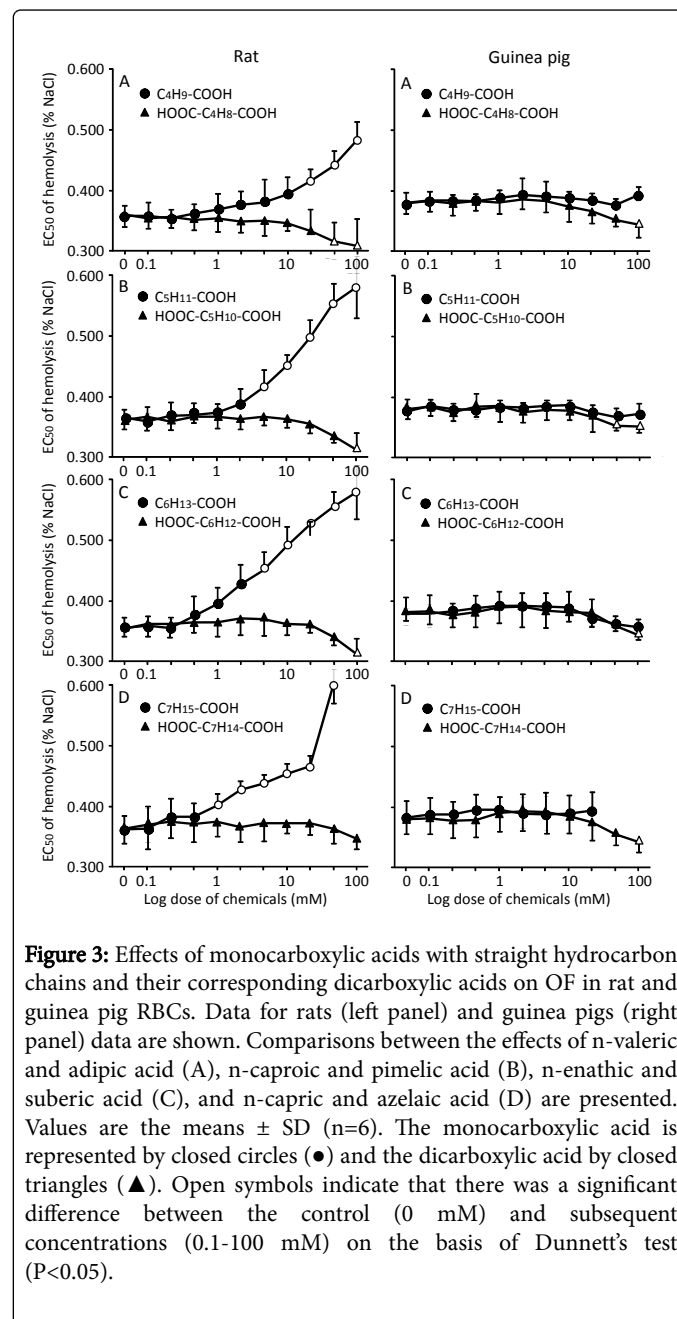 Rat
Guinea pig
EC50 of hemolysis (% NaCl)
0.600
0.500
0.400
0.300
A
● C4H9-COOH
▲ HOOC-C4H8-COOH
0 0.1 1 10 100
A
● C4H9-COOH
▲ HOOC-C4H8-COOH
0 0.1 1 10 100
EC50 of hemolysis (% NaCl)
0.600
0.500
0.400
0.300
B
● C5H11-COOH
▲ HOOC-C5H10-COOH
0 0.1 1 10 100
B
● C5H11-COOH
▲ HOOC-C5H10-COOH
0 0.1 1 10 100
EC50 of hemolysis (% NaCl)
0.600
0.500
0.400
0.300
C
● C6H13-COOH
▲ HOOC-C6H12-COOH
0 0.1 1 10 100
C
● C6H13-COOH
▲ HOOC-C6H12-COOH
0 0.1 1 10 100
EC50 of hemolysis (% NaCl)
0.600
0.500
0.400
0.300
D
● C7H15-COOH
▲ HOOC-C7H14-COOH
0 0.1 1 10 100
Log dose of chemicals (mM)
D
● C7H15-COOH
▲ HOOC-C7H14-COOH
0 0.1 1 10 100
Log dose of chemicals (mM)
Figure 3: Effects of monocarboxylic acids with straight hydrocarbon
chains and their corresponding dicarboxylic acids on OF in rat and
guinea pig RBCs. Data for rats (left panel) and guinea pigs (right
panel) data are shown. Comparisons between the effects of n-valeric
and adipic acid (A), n-caproic and pimelic acid (B), n-enathic and
suberic acid (C), and n-capric and azelaic acid (D) are presented.
Values are the means ± SD (n=6). The monocarboxylic acid is
represented by closed circles (●) and the dicarboxylic acid by closed
triangles (▲). Open symbols indicate that there was a significant
difference between the control (0 mM) and subsequent
concentrations (0.1-100 mM) on the basis of Dunnett's test
(P<0.05).